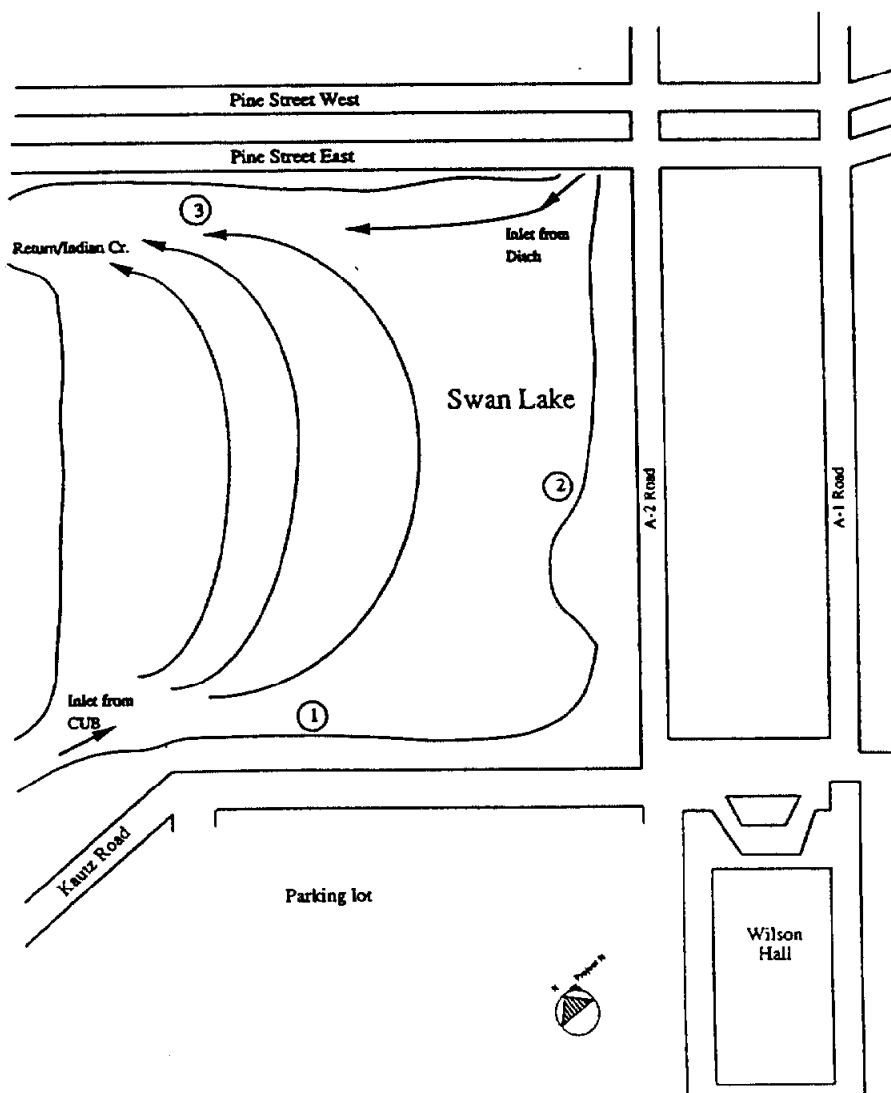 Pine Street West
Pine Street East
3
Return/Indian Cr.
Inlet from
Ditch
Swan Lake
2
A-2 Road
A-1 Road
Inlet from
CUB
1
Kautz Road
Parking lot
Wilson
Hall
N
Project N